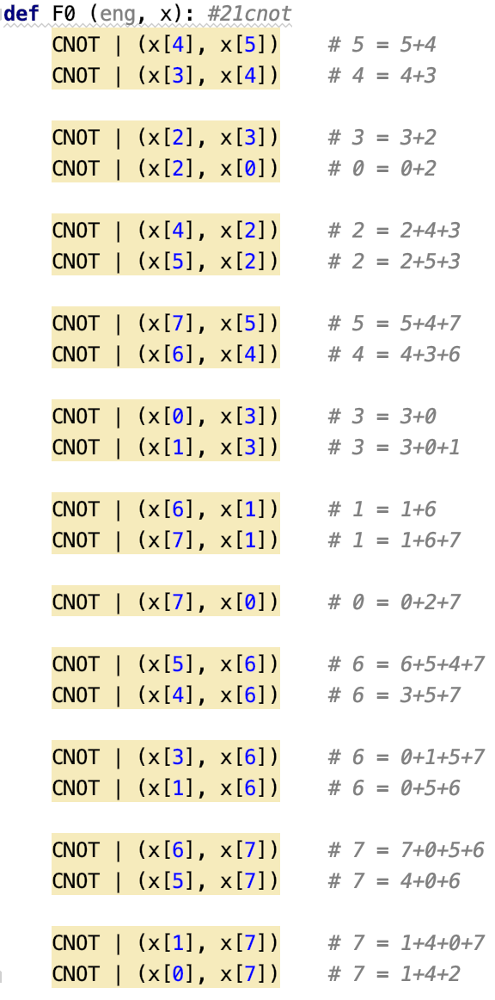 def F0 (eng, x): #21cnot
CNOT | (x[4], x[5]) # 5 = 5+4
CNOT | (x[3], x[4]) # 4 = 4+3
CNOT | (x[2], x[3]) # 3 = 3+2
CNOT | (x[2], x[0]) # 0 = 0+2
CNOT | (x[4], x[2]) # 2 = 2+4+3
CNOT | (x[5], x[2]) # 2 = 2+5+3
CNOT | (x[7], x[5]) # 5 = 5+4+7
CNOT | (x[6], x[4]) # 4 = 4+3+6
CNOT | (x[0], x[3]) # 3 = 3+0
CNOT | (x[1], x[3]) # 3 = 3+0+1
CNOT | (x[6], x[1]) # 1 = 1+6
CNOT | (x[7], x[1]) # 1 = 1+6+7
CNOT | (x[7], x[0]) # 0 = 0+2+7
CNOT | (x[5], x[6]) # 6 = 6+5+4+7
CNOT | (x[4], x[6]) # 6 = 3+5+7
CNOT | (x[3], x[6]) # 6 = 0+1+5+7
CNOT | (x[1], x[6]) # 6 = 0+5+6
CNOT | (x[6], x[7]) # 7 = 7+0+5+6
CNOT | (x[5], x[7]) # 7 = 4+0+6
CNOT | (x[1], x[7]) # 7 = 1+4+0+7
CNOT | (x[0], x[7]) # 7 = 1+4+2